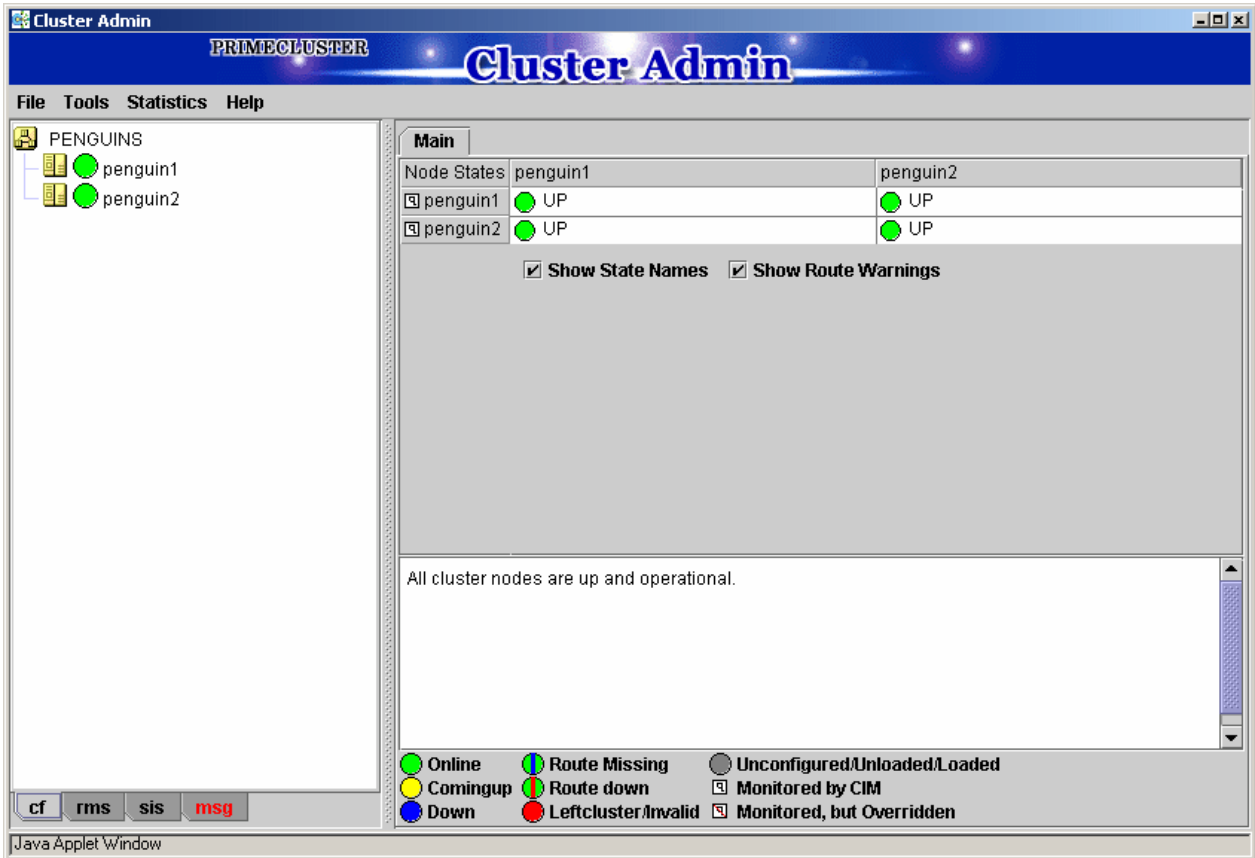 Cluster Admin
PRIMECLUSTER
Cluster Admin
File Tools Statistics Help
PENGUINS
penguin1
penguin2
cf rms sis msg
Main
Node States penguin1 penguin2
penguin1 UP UP
penguin2 UP UP
Show State Names Show Route Warnings
All cluster nodes are up and operational.
Online Route Missing Unconfigured/Unloaded/Loaded
Comingup Route down Monitored by CIM
Down Leftcluster/Invalid Monitored, but Overridden
Java Applet Window